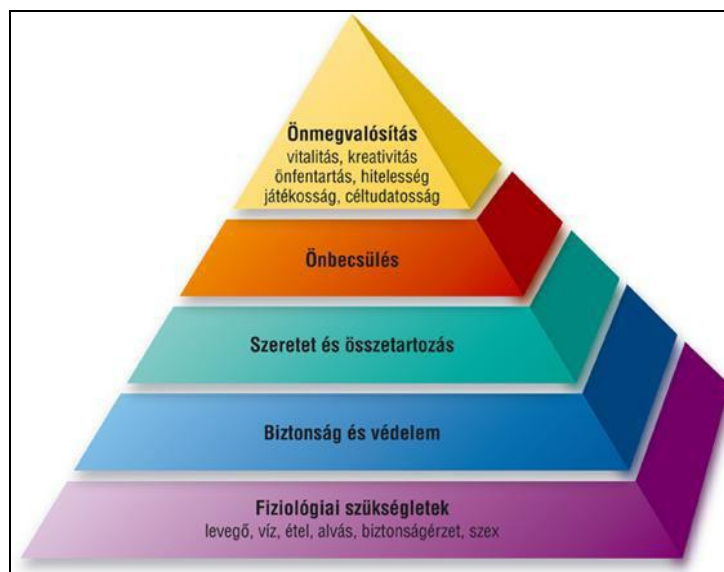 Önmegvalósítás
vitalitás, kreativitás
önfentartás, hitelesség
játékosság, céltudatosság
Önbecsülés
Szeretet és összetartozás
Biztonság és védelem
Fiziológiai szükségletek
levegő, víz, étel, alvás, biztonságérzet, szex